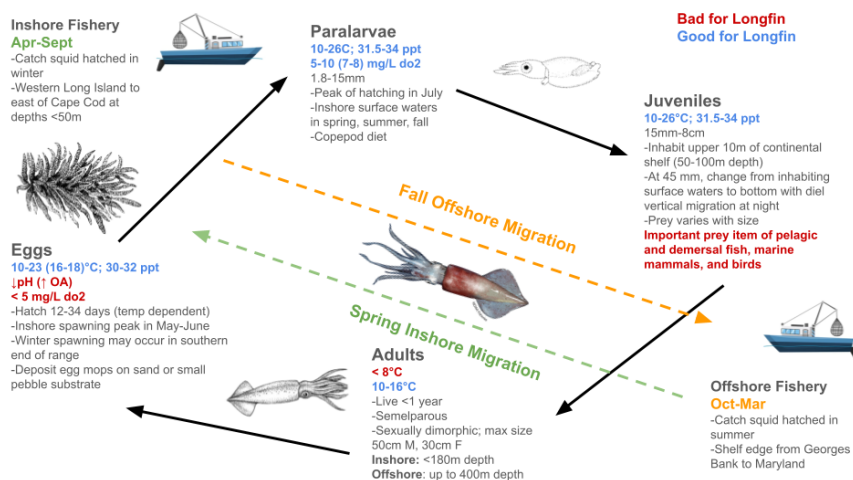 Inshore Fishery
Apr-Sept
-Catch squid hatched in
winter
-Western Long Island to
east of Cape Cod at
depths <50m
Paralarvae
10-26C; 31.5-34 ppt
5-10 (7-8) mg/L do2
1.8-15mm
-Peak of hatching in July
-Inshore surface waters
in spring, summer, fall
-Copepod diet
Bad for Longfin
Good for Longfin
Juveniles
10-26°C; 31.5-34 ppt
15mm-8cm
-Inhabit upper 10m of continental
shelf (50-100m depth)
-At 45 mm, change from inhabiting
surface waters to bottom with diel
vertical migration at night
-Prey varies with size
Important prey item of pelagic
and demersal fish, marine
mammals, and birds
Fall Offshore Migration
Spring Inshore Migration
Eggs
10-23 (16-18)°C; 30-32 ppt
↓pH (↑ OA)
< 5 mg/L do2
-Hatch 12-34 days (temp dependent)
-Inshore spawning peak in May-June
-Winter spawning may occur in southern
end of range
-Deposit egg mops on sand or small
pebble substrate
Adults
< 8°C
10-16°C
-Live <1 year
-Semelparous
-Sexually dimorphic; max size
50cm M, 30cm F
Inshore: <180m depth
Offshore: up to 400m depth
Offshore Fishery
Oct-Mar
-Catch squid hatched in
summer
-Shelf edge from Georges
Bank to Maryland